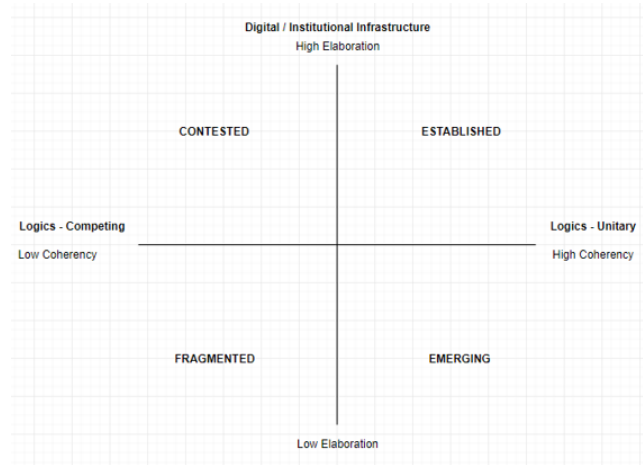 Digital / Institutional Infrastructure
High Elaboration
CONTESTED
ESTABLISHED
Logics - Competing
Logics - Unitary
Low Coherency
High Coherency
FRAGMENTED
EMERGING
Low Elaboration